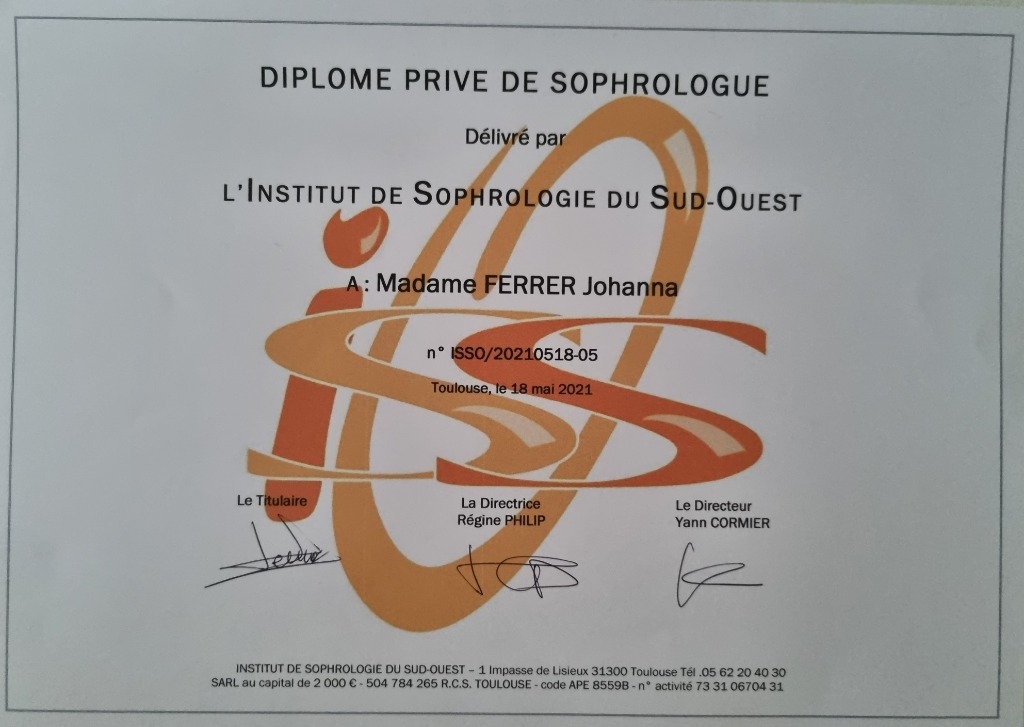 DIPLOME PRIVE DE SOPHROLOGUE
Délivré par
L'INSTITUT DE SOPHROLOGIE DU SUD-OUEST
A : Madame FERRER Johanna
n° ISSO/20210518-05
Toulouse, le 18 mai 2021
Le Titulaire
La Directrice
Régine PHILIP
Le Directeur
Yann CORMIER
INSTITUT DE SOPHROLOGIE DU SUD-OUEST – 1 Impasse de Lisieux 31300 Toulouse Tél .05 62 20 40 30
SARL au capital de 2 000 € - 504 784 265 R.C.S. TOULOUSE - code APE 8559B - n° activité 73 31 06704 31